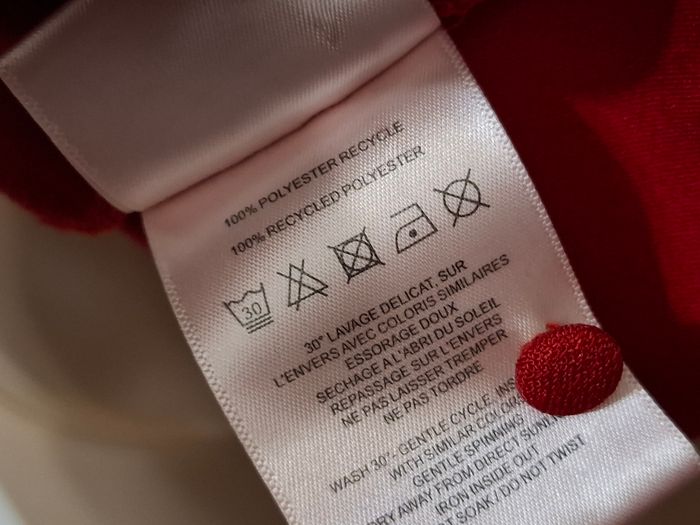 100% POLYESTER RECYCLE
100% RECYCLED POLYESTER
30
30° LAVAGE DELICAT, SUR
L'ENVERS AVEC COLORIS SIMILAIRES
ESSORAGE DOUX
SECHAGE A L'ABRI DU SOLEIL
REPASSAGE SUR L'ENVERS
NE PAS LAISSER TREMPER
NE PAS TORDRE
WASH 30°- GENTLE CYCLE,
WITH SIMILAR
GENTLE SPINNING
AWAY FROM DIRECT
IRON INSIDE OUT
SOAK / DO NOT TWIST